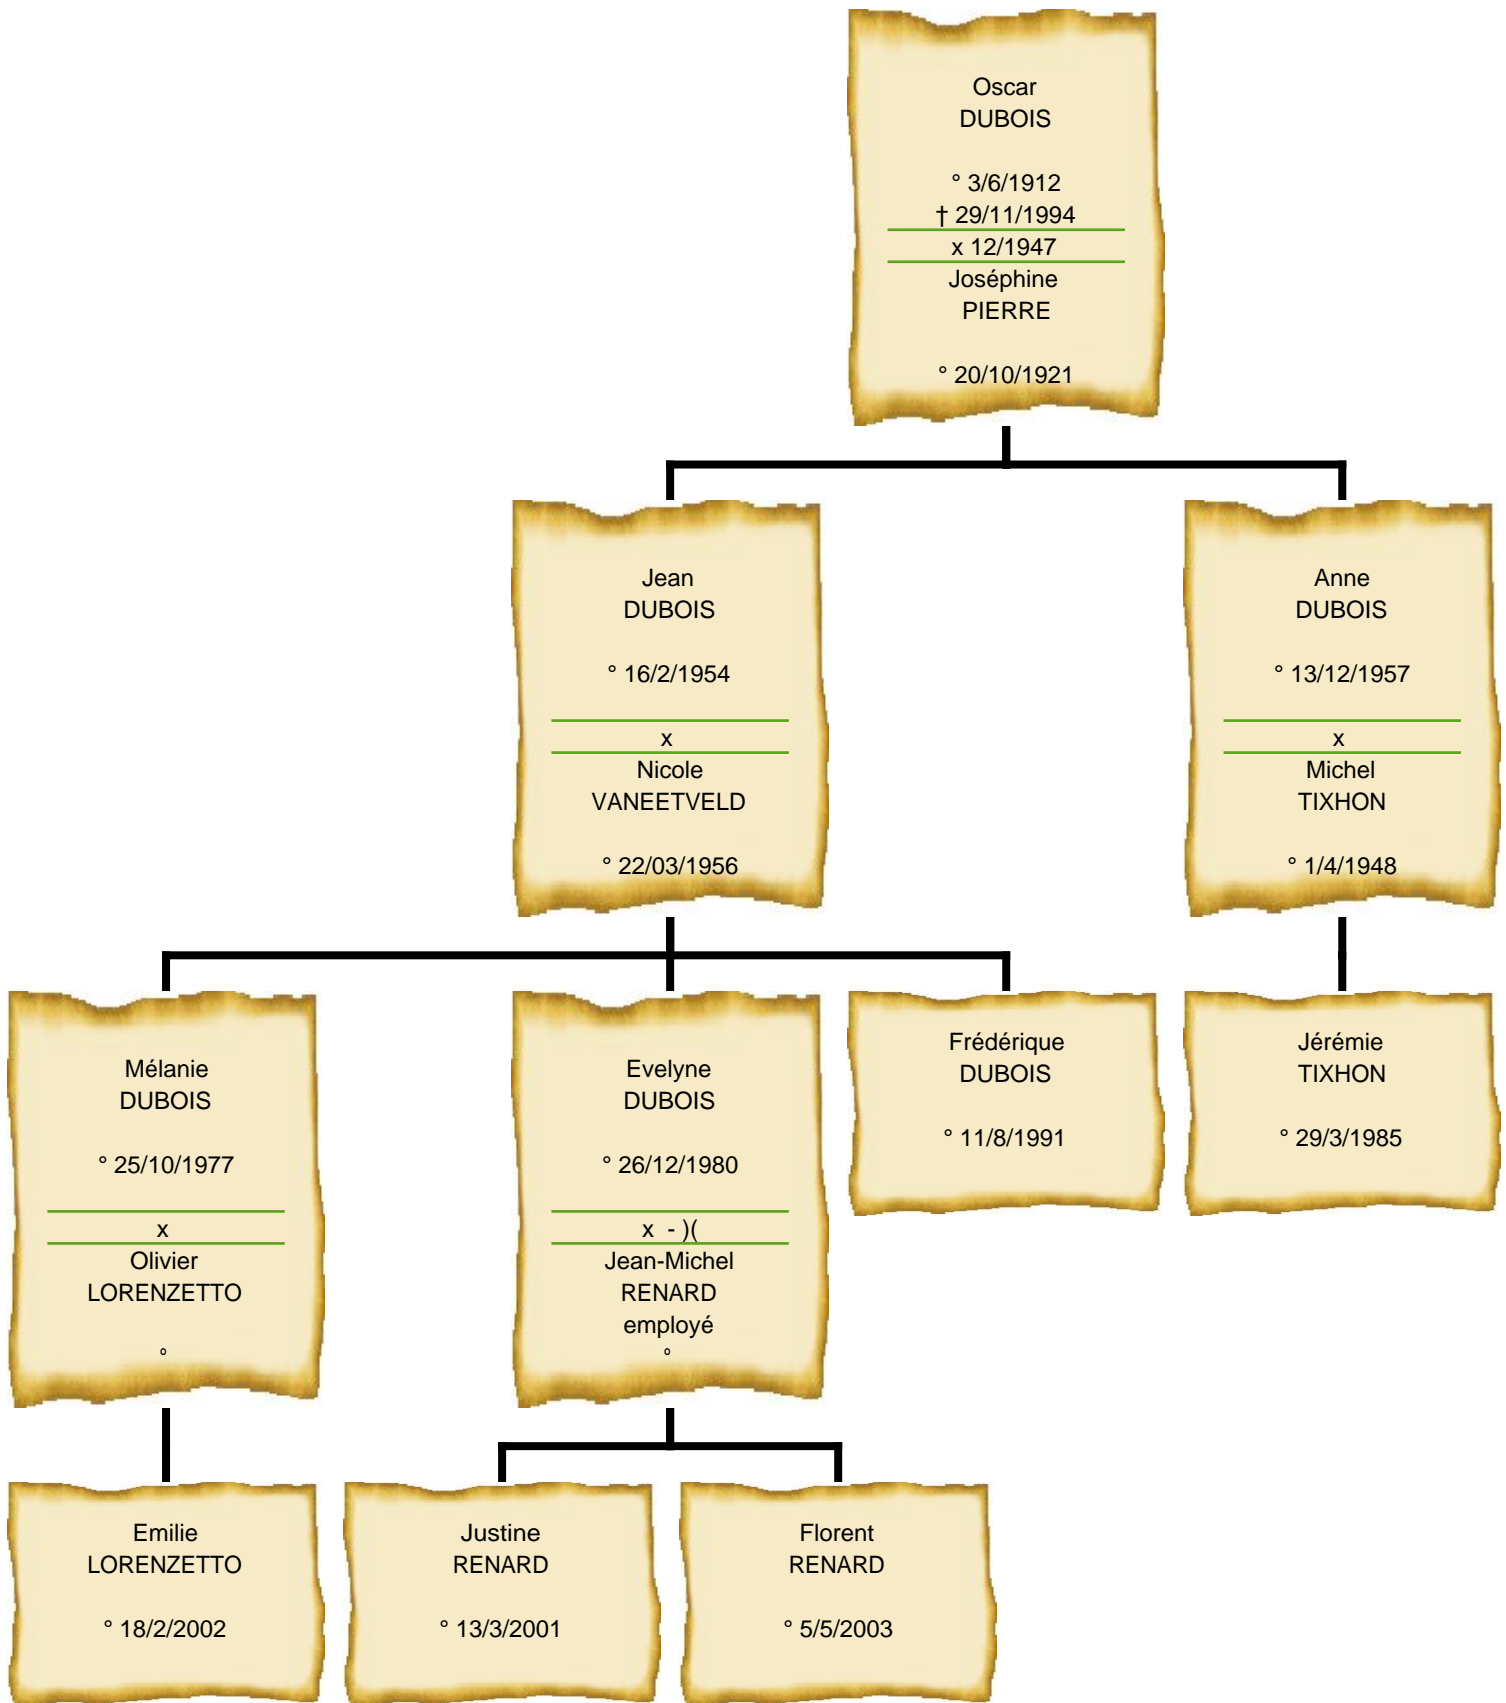 Oscar
DUBOIS
° 3/6/1912
† 29/11/1994
x 12/1947
Joséphine
PIERRE
° 20/10/1921
Jean
DUBOIS
° 16/2/1954
x
Nicole
VANEETVELD
° 22/03/1956
Anne
DUBOIS
° 13/12/1957
x
Michel
TIXHON
° 1/4/1948
Mélanie
DUBOIS
° 25/10/1977
x
Olivier
LORENZETTO
°
Evelyne
DUBOIS
° 26/12/1980
x - )(
Jean-Michel
RENARD
employé
°
Frédérique
DUBOIS
° 11/8/1991
Jérémie
TIXHON
° 29/3/1985
Emilie
LORENZETTO
° 18/2/2002
Justine
RENARD
° 13/3/2001
Florent
RENARD
° 5/5/2003